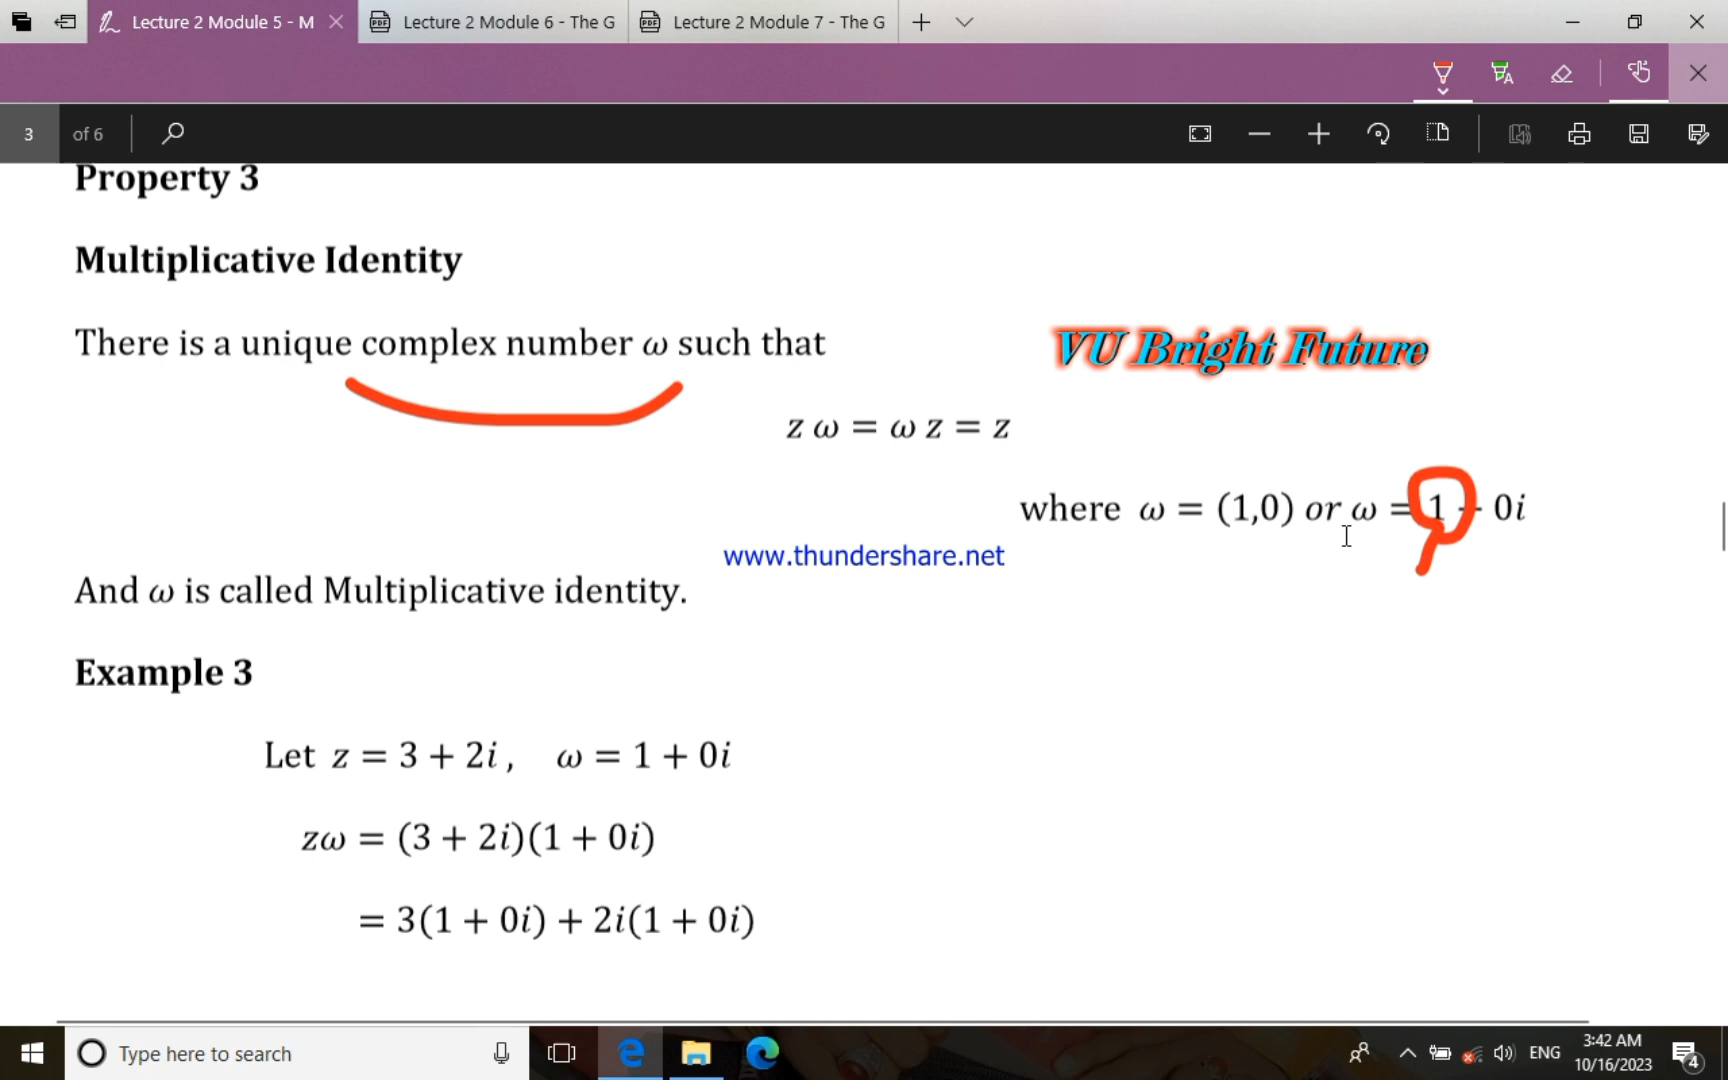 Lecture 2 Module 5 - M
Lecture 2 Module 6 - The G
Lecture 2 Module 7 - The G
3 of 6
Property 3
Multiplicative Identity
There is a unique complex number ω such that
VU Bright Future
z ω = ω z = z
where ω = (1,0) or ω = 1 + 0i
www.thundershare.net
And ω is called Multiplicative identity.
Example 3
Let z = 3 + 2i , ω = 1 + 0i
zω = (3 + 2i)(1 + 0i)
= 3(1 + 0i) + 2i(1 + 0i)
Type here to search
ENG
3:42 AM
10/16/2023
4